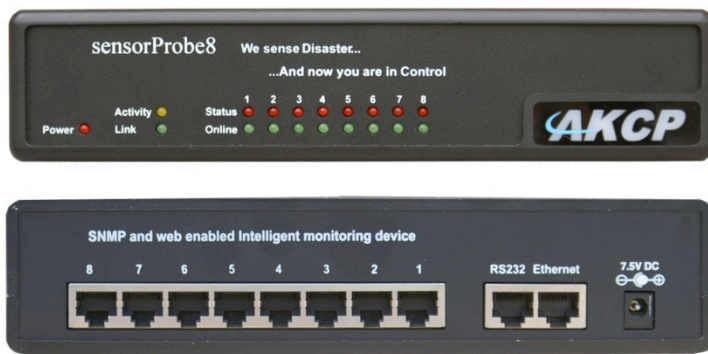 sensorProbe8 We sense Disaster...
...And now you are in Control
1 2 3 4 5 6 7 8
Activity Status
Power Link Online
AKCP
SNMP and web enabled Intelligent monitoring device
8 7 6 5 4 3 2 1 RS232 Ethernet 7.5V DC